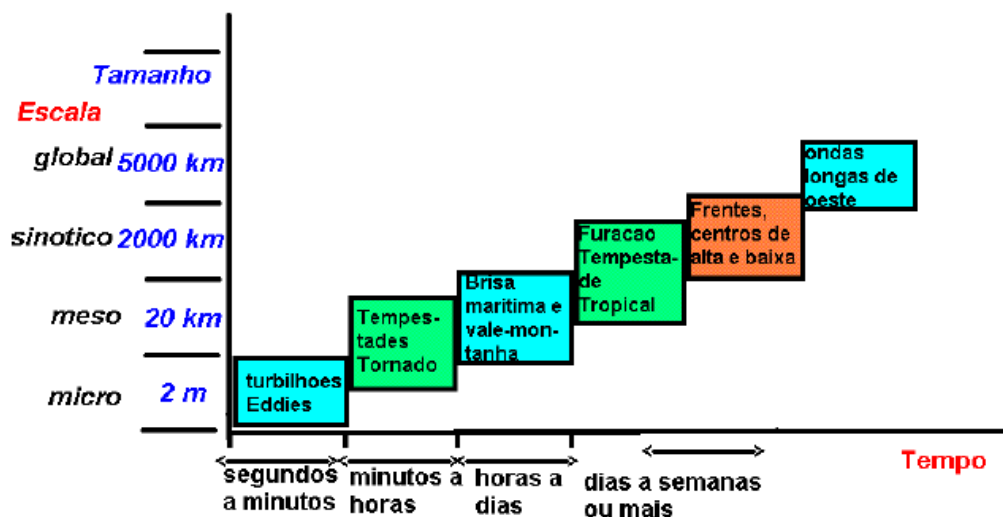 Tamanho
Escala
global 5000 km
sinotico 2000 km
meso 20 km
micro 2 m
ondas
longas de
oeste
Frentes,
centros de
alta e baixa
Furacao
Tempesta-
de
Tropical
Brisa
maritima e
vale-mon-
tanha
Tempes-
tades
Tornado
turbilhoes
Eddies
segundos
a minutos
minutos a
horas
horas a
dias
dias a semanas
ou mais
Tempo